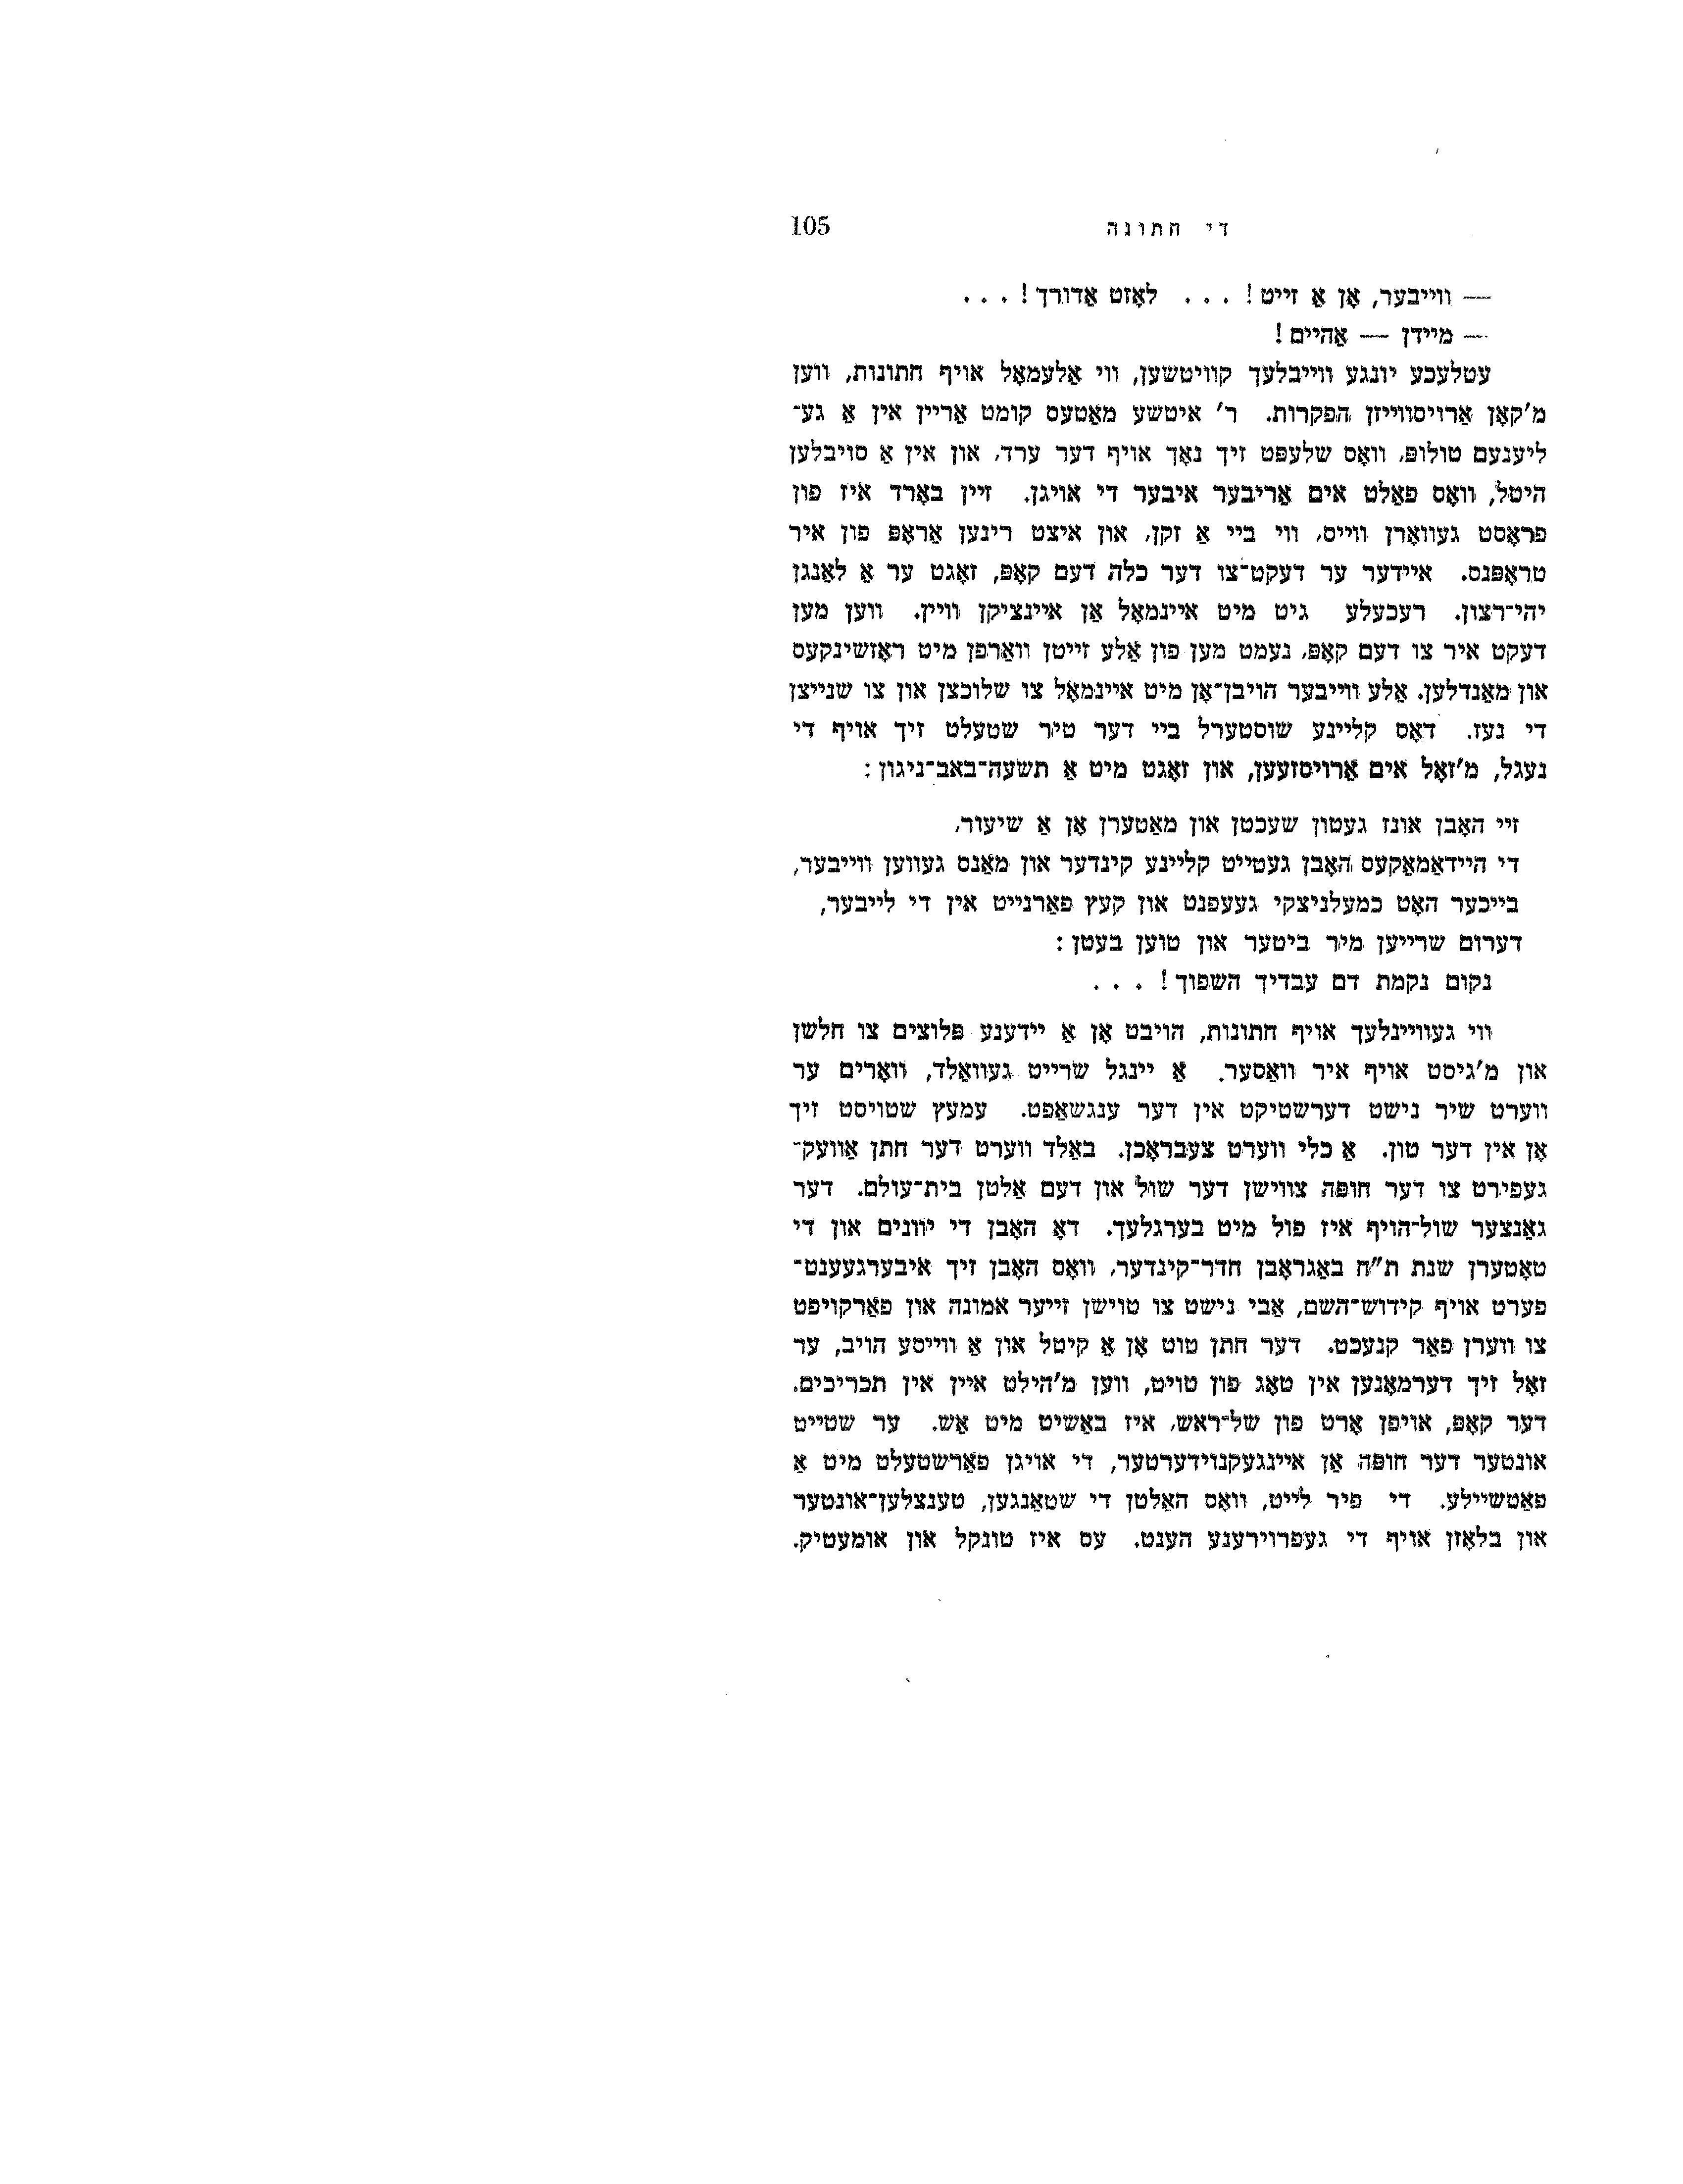 די חתונה 105
— ווייבער, אָן אַ זייט! . . . לאָזט אַדורך! . . .
— מיידן — אַהיים!
עטלעכע יונגע ווייבלעך קוויטשען, ווי אַלעמאָל אויף חתונות, ווען
מ'קאָן אַרויסווייזן הפקרות. ר' איטשע מאַטעס קומט אַריין אין אַ גע־
ליענעם טולופּ, וואָס שלעפּט זיך נאָך אויף דער ערד, און אין אַ סויבלען
היטל, וואָס פאַלט אים אַריבער איבער די אויגן. זיין באָרד איז פון
פראָסט געוואָרן ווייס, ווי ביי אַ זקן, און איצט רינען אַראָפּ פון איר
טראָפּנס. איידער ער דעקט־צו דער כלה דעם קאָפּ, זאָגט ער אַ לאַנגן
יהי־רצון. רעכעלע גיט מיט איינמאָל אַן איינציקן וויין. ווען מען
דעקט איר צו דעם קאָפּ, נעמט מען פון אַלע זייטן וואַרפן מיט ראָזשינקעס
און מאַנדלען. אַלע ווייבער הויבן־אָן מיט איינמאָל צו שלוכצן און צו שנייצן
די נעז. דאָס קליינע שוסטערל ביי דער טיר שטעלט זיך אויף די
נעגל, מ'זאָל אים אַרויסזעען, און זאָגט מיט אַ תשעה־באב־ניגון:
זיי האָבן אונז געטון שעכטן און מאַטערן אָן אַ שיעור,
די היידאַמאַקעס האָבן געטייט קליינע קינדער און מאַנס געווען ווייבער,
בייכער האָט כמעלניצקי געעפנט און קעץ פאַרנייט אין די לייבער,
דערום שרייען מיר ביטער און טוען בעטן:
נקום נקמת דם עבדיך השפוך! . . .
ווי געוויינלעך אויף חתונות, הויבט אָן אַ יידענע פּלוצים צו חלשן
און מ'גיסט אויף איר וואַסער. אַ יינגל שרייט געוואַלד, וואָרים ער
ווערט שיר נישט דערשטיקט אין דער ענגשאַפט. עמעץ שטויסט זיך
אָן אין דער טון. אַ כלי ווערט צעבראָכן. באַלד ווערט דער חתן אַוועק־
געפירט צו דער חופּה צווישן דער שול און דעם אַלטן בית־עולם. דער
גאַנצער שול־הויף איז פול מיט בערגלעך. דאָ האָבן די יוונים און די
טאָטערן שנת ת"ח באַגראָבן חדר־קינדער, וואָס האָבן זיך איבערגעענט־
פערט אויף קידוש־השם, אַבי נישט צו טוישן זייער אמונה און פאַרקויפט
צו ווערן פאַר קנעכט. דער חתן טוט אָן אַ קיטל און אַ ווייסע הויב, ער
זאָל זיך דערמאָנען אין טאָג פון טויט, ווען מ'הילט איין אין תכריכים.
דער קאָפּ, אויפן אָרט פון של־ראש, איז באַשיט מיט אַש. ער שטייט
אונטער דער חופּה אַן איינגעקנוידערטער, די אויגן פאַרשטעלט מיט אַ
פאַטשיילע. די פיר לייט, וואָס האַלטן די שטאַנגען, טענצלען־אונטער
און בלאָזן אויף די געפרוירענע הענט. עס איז טונקל און אומעטיק.